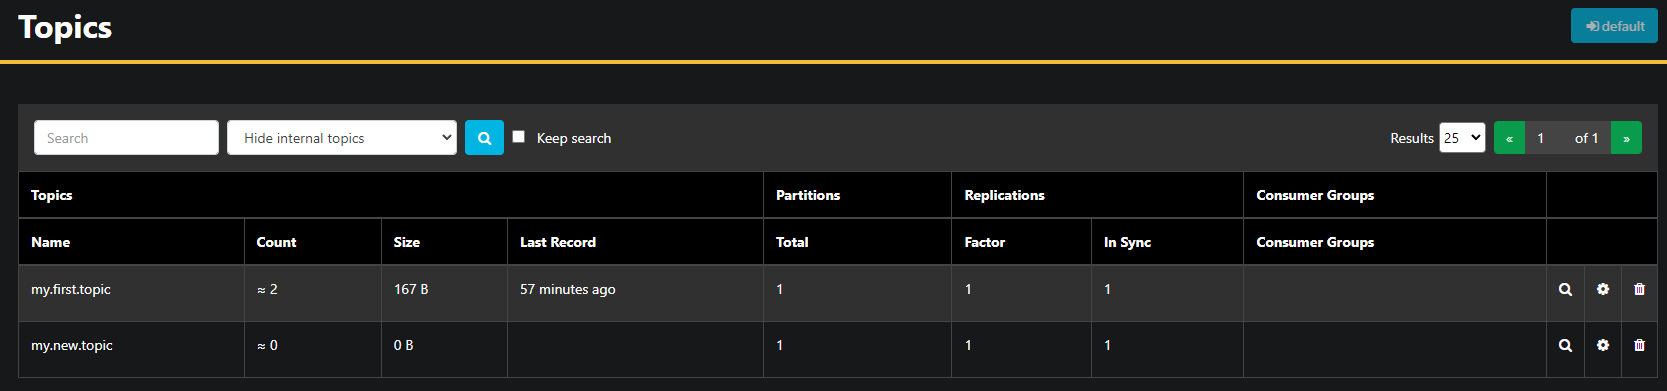 Topics
default
Search
Hide internal topics
Keep search
Results 25 « 1 of 1 »
Topics Partitions Replications Consumer Groups
Name Count Size Last Record Total Factor In Sync Consumer Groups
my.first.topic ≈ 2 167 B 57 minutes ago 1 1 1
my.new.topic ≈ 0 0 B 1 1 1